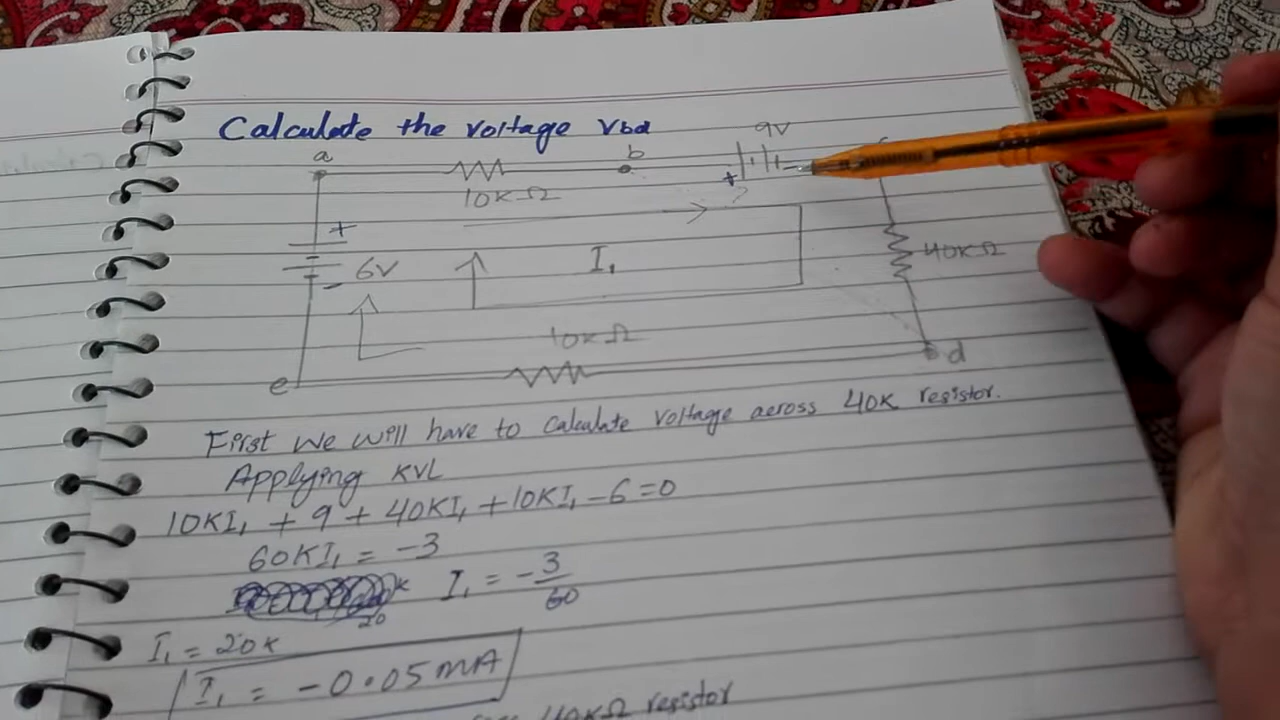 Calculate the voltage Vbd
a
b
9V
+
10KΩ
+
6V
-
I₁
40KΩ
10KΩ
e
d
First we will have to calculate voltage across 40K resistor.
Applying KVL
10KI₁ + 9 + 40KI₁ + 10KI₁ - 6 = 0
60KI₁ = -3
I₁ = -3/60
20
I₁ = 20K
I₁ = -0.05mA
40KΩ resistor